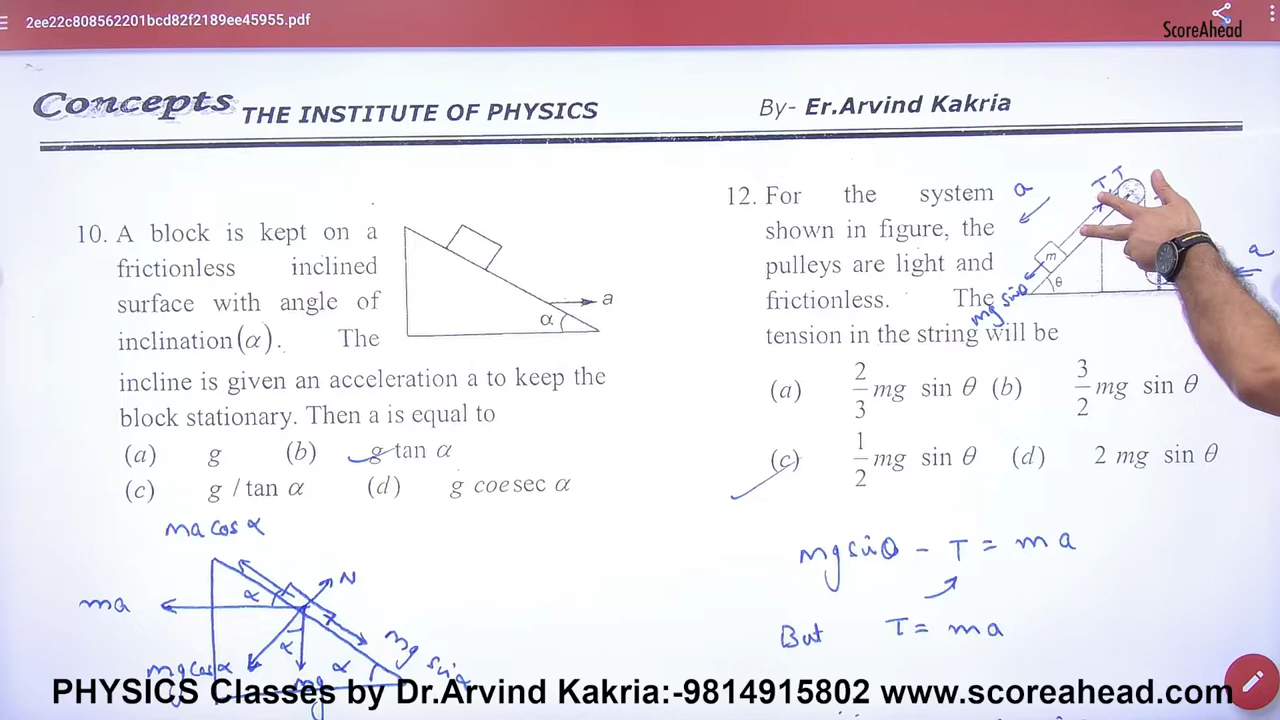 2ee22c808562201bcd82f2189ee45955.pdf
ScoreAhead
Concepts THE INSTITUTE OF PHYSICS By- Er.Arvind Kakria
10. A block is kept on a
frictionless inclined
surface with angle of
inclination(α). The
incline is given an acceleration a to keep the
block stationary. Then a is equal to
(a) g (b) g tan α
(c) g / tan α (d) g coesec α
a
α
ma cos α
N
α
ma
α
mg cos α
mg
α
mg sin α
12. For the system
shown in figure, the
pulleys are light and
frictionless. The
tension in the string will be
a
T T
m
θ
mg sinθ
a
(a) 2/3 mg sin θ (b) 3/2 mg sin θ
(c) 1/2 mg sin θ (d) 2 mg sin θ
mg sinθ - T = ma
But T = ma
PHYSICS Classes by Dr.Arvind Kakria:-9814915802 www.scoreahead.com